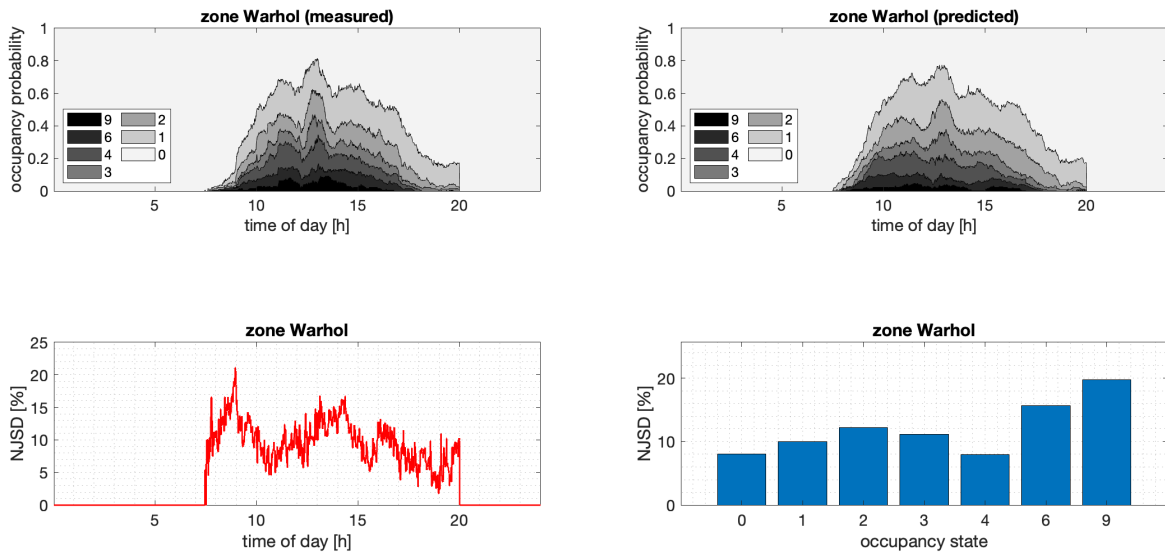 zone Warhol (measured)
occupancy probability
1
0.8
0.6
0.4
0.2
0
9 2
6 1
4 0
3
5 10 15 20
time of day [h]
zone Warhol (predicted)
occupancy probability
1
0.8
0.6
0.4
0.2
0
9 2
6 1
4 0
3
5 10 15 20
time of day [h]
zone Warhol
NJSD [%]
25
20
15
10
5
0
5 10 15 20
time of day [h]
zone Warhol
NJSD [%]
20
10
0
0 1 2 3 4 6 9
occupancy state